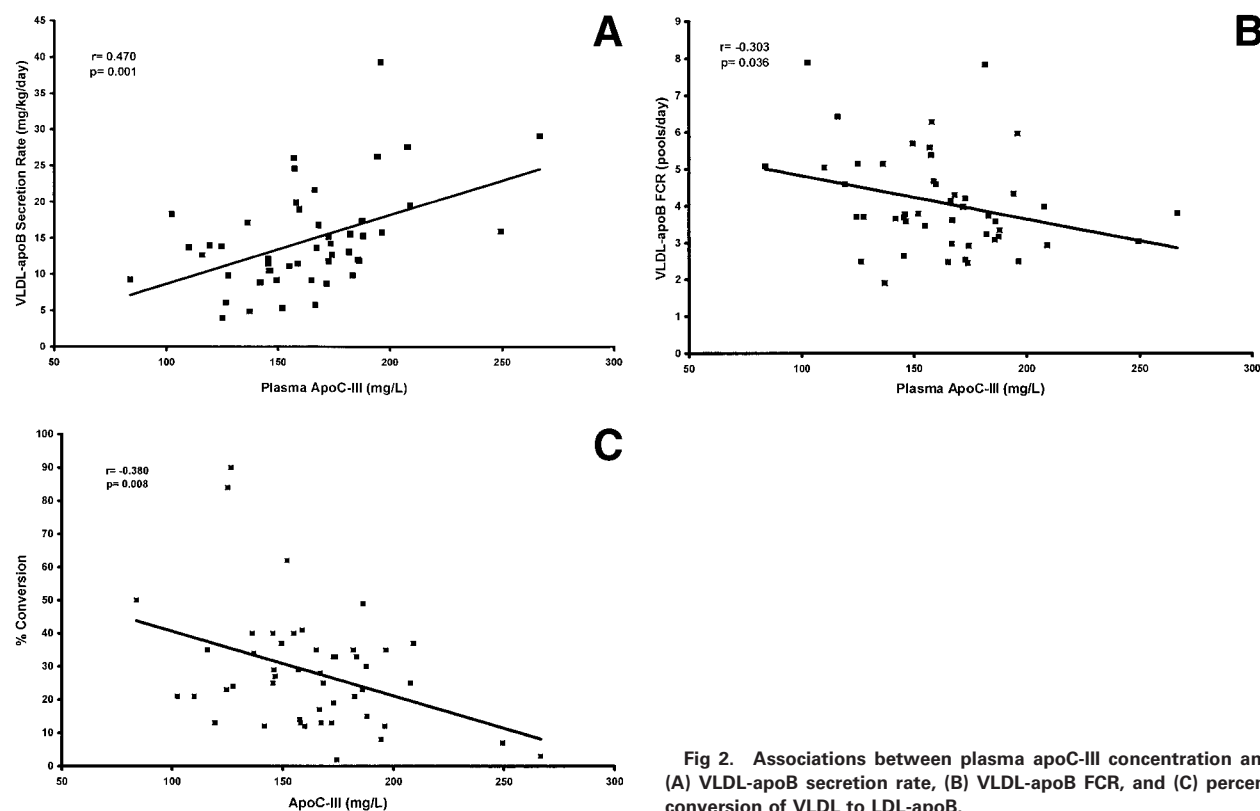 A
r= 0.470
p= 0.001
VLDL-apoB Secretion Rate (mg/kg/day)
45
40
35
30
25
20
15
10
5
0
50
100
150
200
250
300
Plasma ApoC-III (mg/L)
B
r= -0.303
p= 0.036
VLDL-apoB FCR (pools/day)
9
8
7
6
5
4
3
2
1
0
50
100
150
200
250
300
Plasma ApoC-III (mg/L)
C
r= -0.380
p= 0.008
% Conversion
100
90
80
70
60
50
40
30
20
10
0
50
100
150
200
250
300
ApoC-III (mg/L)
Fig 2. Associations between plasma apoC-III concentration an
(A) VLDL-apoB secretion rate, (B) VLDL-apoB FCR, and (C) percen
conversion of VLDL to LDL-apoB.